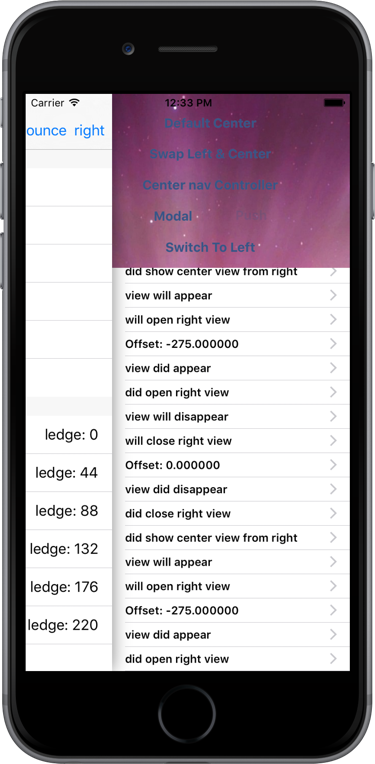 Carrier 12:33 PM
ounce right
Default Center
Swap Left & Center
Center nav Controller
Modal
Switch To Left
did show center view from right
view will appear
will open right view
Offset: -275.000000
view did appear
did open right view
view will disappear
will close right view
Offset: 0.000000
view did disappear
did close right view
did show center view from right
view will appear
will open right view
Offset: -275.000000
view did appear
did open right view
ledge: 0
ledge: 44
ledge: 88
ledge: 132
ledge: 176
ledge: 220